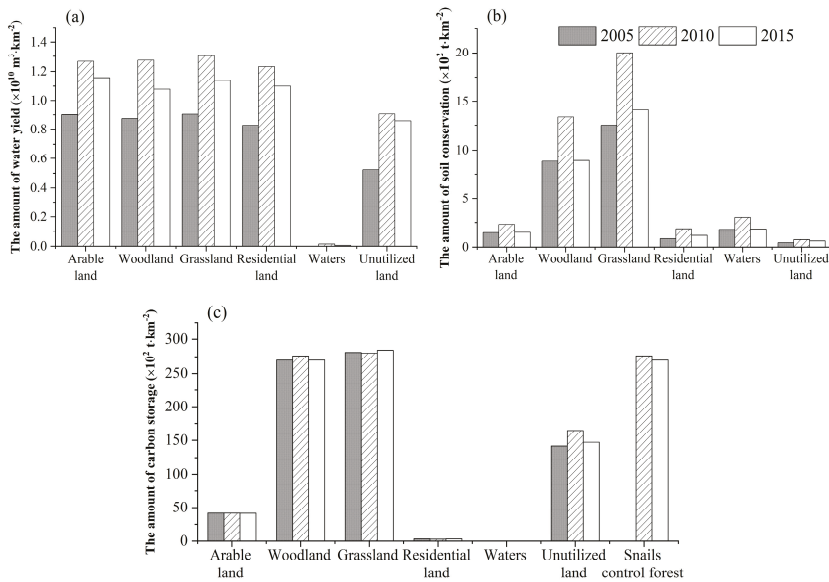 (a)
The amount of water yield (×10¹⁰ m³·km⁻²)
1.4
1.2
1.0
0.8
0.6
0.4
0.2
0.0
Arable land
Woodland
Grassland
Residential land
Waters
Unutilized land
(b)
2005
2010
2015
The amount of soil conservation (×10² t·km⁻²)
20
15
10
5
0
Arable land
Woodland
Grassland
Residential land
Waters
Unutilized land
(c)
The amount of carbon storage (×10² t·km⁻²)
300
250
200
150
100
50
0
Arable land
Woodland
Grassland
Residential land
Waters
Unutilized land
Snails control forest